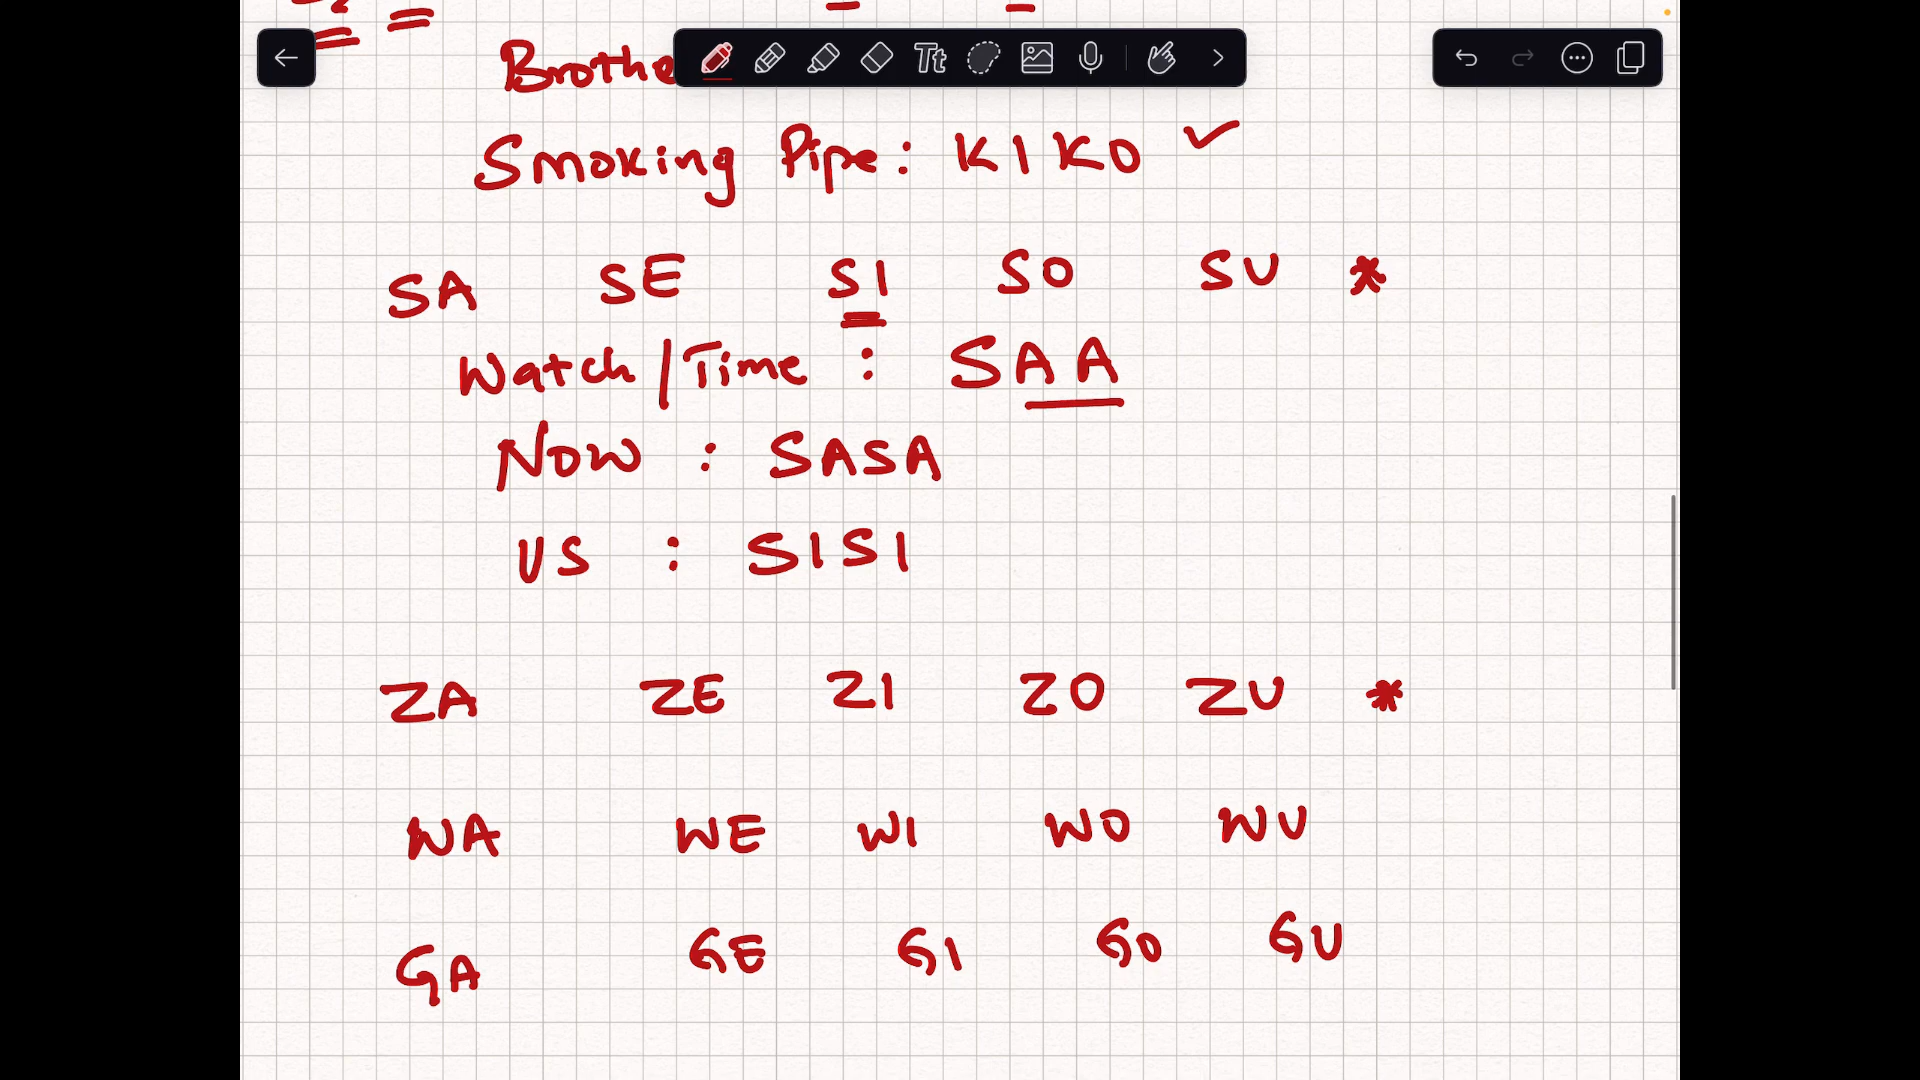 Brothe
Smoking Pipe: KIKO ✓
SA SE SI SO SU *
Watch/Time : SAA
Now : SASA
US : SISI
ZA ZE ZI ZO ZU *
WA WE WI WO WU
GA GE GI GO GU